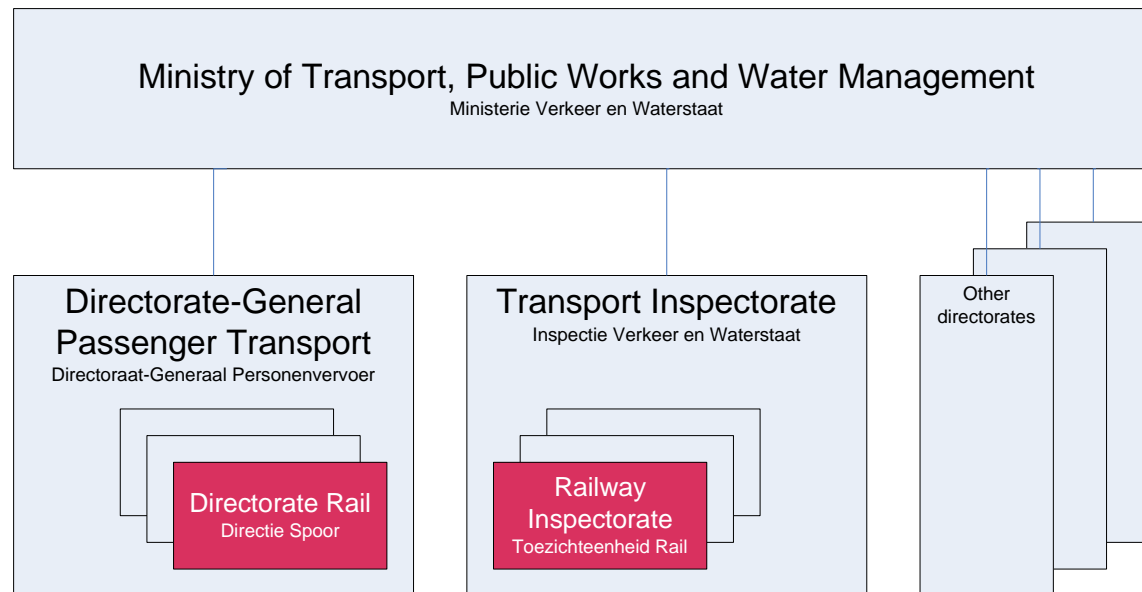 Ministry of Transport, Public Works and Water Management
Ministerie Verkeer en Waterstaat
Directorate-General
Passenger Transport
Directoraat-Generaal Personenvervoer
Directorate Rail
Directie Spoor
Transport Inspectorate
Inspectie Verkeer en Waterstaat
Railway
Inspectorate
Toezichteenheid Rail
Other
directorates